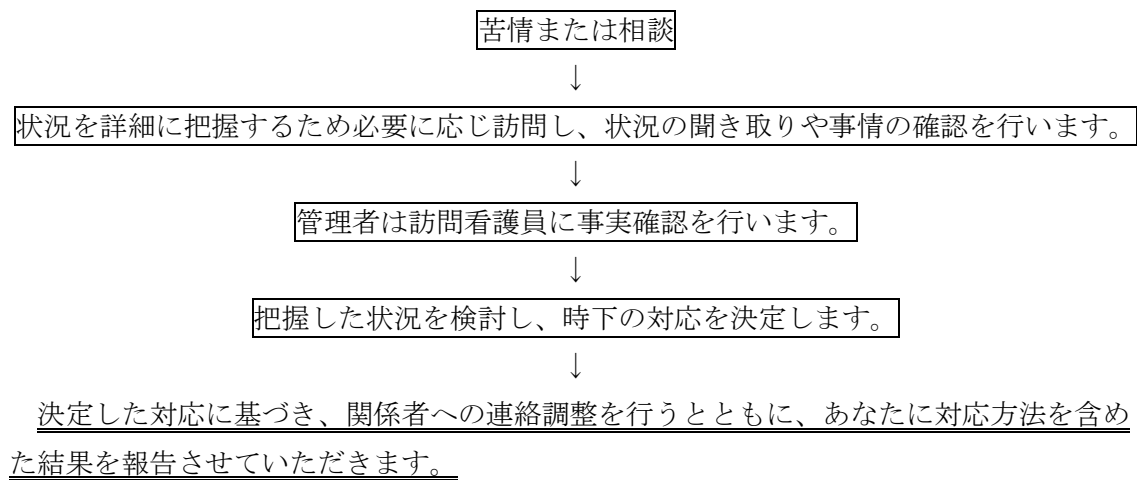 苦情または相談
↓
状況を詳細に把握するため必要に応じ訪問し、状況の聞き取りや事情の確認を行います。
↓
管理者は訪問看護員に事実確認を行います。
↓
把握した状況を検討し、時下の対応を決定します。
↓
決定した対応に基づき、関係者への連絡調整を行うとともに、あなたに対応方法を含め
た結果を報告させていただきます。